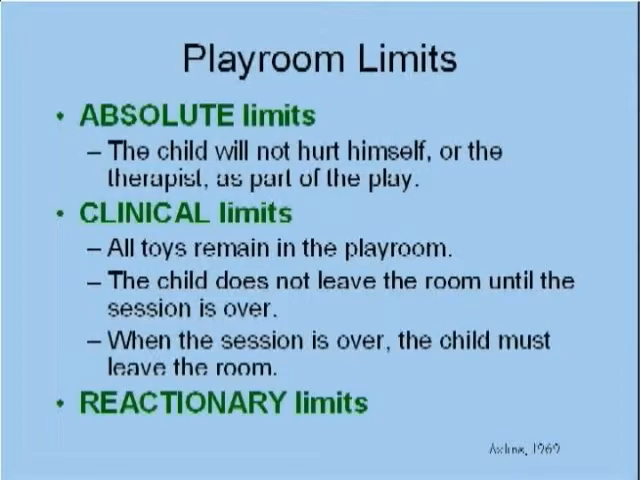 Playroom Limits
• ABSOLUTE limits
– The child will not hurt himself, or the
therapist, as part of the play.
• CLINICAL limits
– All toys remain in the playroom.
– The child does not leave the room until the
session is over.
– When the session is over, the child must
leave the room.
• REACTIONARY limits
Axline, 1969